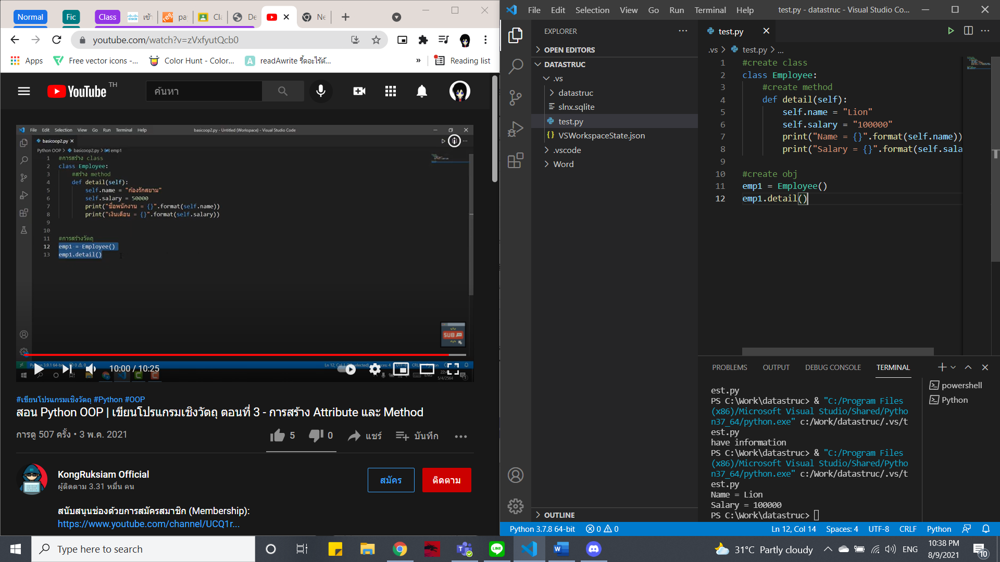 Normal Fic Class เข้า pa Cla De Ne
youtube.com/watch?v=zVxfyutQcb0
Apps Free vector icons -... Color Hunt - Color... readAwrite รี้ดอะไรต์... » Reading list
YouTube TH ค้นหา
File Edit Selection View Go Run Terminal Help basicoop2.py - Untitled (Workspace) - Visual Studio Code
basicoop2.py
Python OOP > basicoop2.py > emp1
1 #การสร้าง class
2 class Employee:
3 #สร้าง method
4 def detail(self):
5 self.name = "ก้องรักสยาม"
6 self.salary = 50000
7 print("ชื่อพนักงาน = {}".format(self.name))
8 print("เงินเดือน = {}".format(self.salary))
9
10
11 #การสร้างวัตถุ
12 emp1 = Employee()
13 emp1.detail()
SUB
10:00 / 10:25
5/4/2564
#เขียนโปรแกรมเชิงวัตถุ #Python #OOP
สอน Python OOP | เขียนโปรแกรมเชิงวัตถุ ตอนที่ 3 - การสร้าง Attribute และ Method
การดู 507 ครั้ง • 3 พ.ค. 2021 5 0 แชร์ บันทึก
KongRuksiam Official
ผู้ติดตาม 3.31 หมื่น คน
สมัคร ติดตาม
สนับสนุนช่องด้วยการสมัครสมาชิก (Membership):
https://www.youtube.com/channel/UCQ1r...
File Edit Selection View Go Run Terminal Help test.py - datastruc - Visual Studio Co...
EXPLORER
OPEN EDITORS
DATASTRUC
.vs
datastruc
slnx.sqlite
test.py
VSWorkspaceState.json
.vscode
Word
OUTLINE
test.py
.vs > test.py > ...
1 #create class
2 class Employee:
3 #create method
4 def detail(self):
5 self.name = "Lion"
6 self.salary = "100000"
7 print("Name = {}".format(self.name))
8 print("Salary = {}".format(self.sala
9
10 #create obj
11 emp1 = Employee()
12 emp1.detail()
PROBLEMS OUTPUT DEBUG CONSOLE TERMINAL
powershell
Python
est.py
PS C:\Work\datastruc> & "C:/Program Files
(x86)/Microsoft Visual Studio/Shared/Pytho
n37_64/python.exe" c:/Work/datastruc/.vs/t
est.py
have information
PS C:\Work\datastruc> & "C:/Program Files
(x86)/Microsoft Visual Studio/Shared/Pytho
n37_64/python.exe" c:/Work/datastruc/.vs/t
est.py
Name = Lion
Salary = 100000
PS C:\Work\datastruc>
Python 3.7.8 64-bit 0 0 Ln 12, Col 14 Spaces: 4 UTF-8 CRLF Python
Type here to search LINE 31°C Partly cloudy ENG 10:38 PM
8/9/2021 10